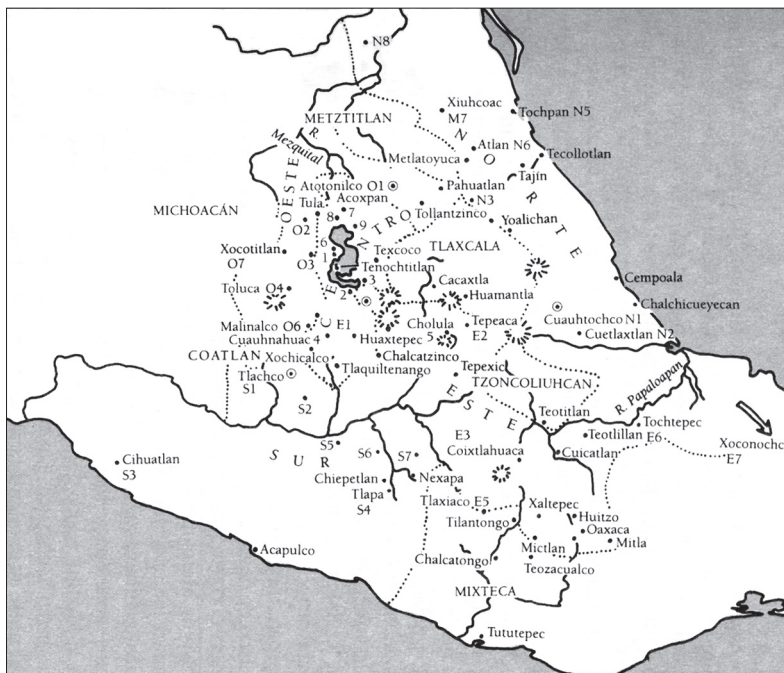 N8
Xiuhcoac
M7
Tochpan N5
METZTITLAN
R.
Mezquital
NORTE
Atlan N6
Metlatoyuca
Tecollotlan
Tajín
OESTE
Atotonilco O1
Pahuatlan
Acoxpan
N3
MICHOACÁN
Tula
7
8
9
Tollantzinco
Yoalichan
O2
CENTRO
Xocotitlan
O7
6
1
O3
Texcoco
TLAXCALA
Tenochtitlan
Toluca O4
3
2
Cacaxtla
Huamantla
Cempoala
Chalchicueyecan
Malinalco O6
E1
Cuauhnahuac 4
Huaxtepec
Cholula
5
Tepeaca
E2
Cuauhtochco N1
Cuetlaxtlan N2
COATLAN
Xochicalco
Chalcatzinco
Tlachco
S1
Tlaquiltenango
Tepexic
TZONCOLIUHCAN
R. Papaloapan
S2
ESTE
Teotitlan
Tochtepec
E6
Teotlillan
Xoconochco
E7
SUR
S5
S6
S7
E3
Coixtlahuaca
Cuicatlan
Cihuatlan
S3
Chiepetlan
Nexapa
Tlapa
S4
Tlaxiaco E5
Xaltepec
Huitzo
Tilantongo
Oaxaca
Mictlan
Mitla
Acapulco
Chalcatongo
Teozacualco
MIXTECA
Tututepec